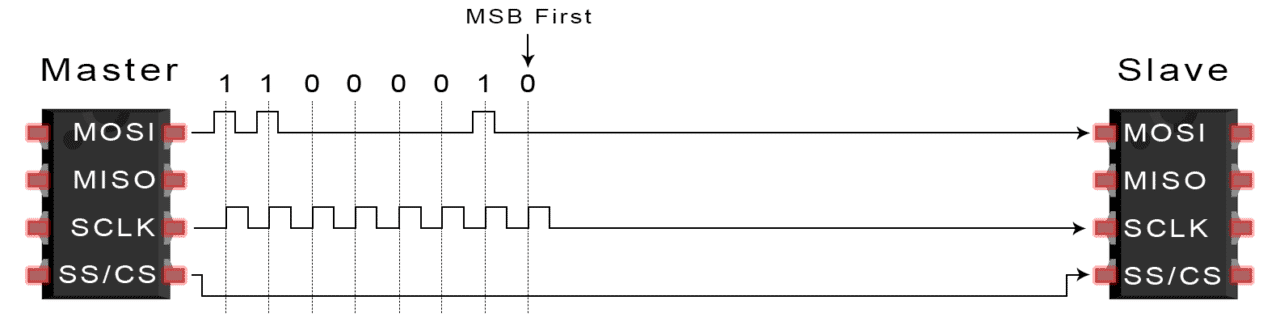 MSB First
Master
1 1 0 0 0 0 1 0
Slave
MOSI
MISO
SCLK
SS/CS
MOSI
MISO
SCLK
SS/CS